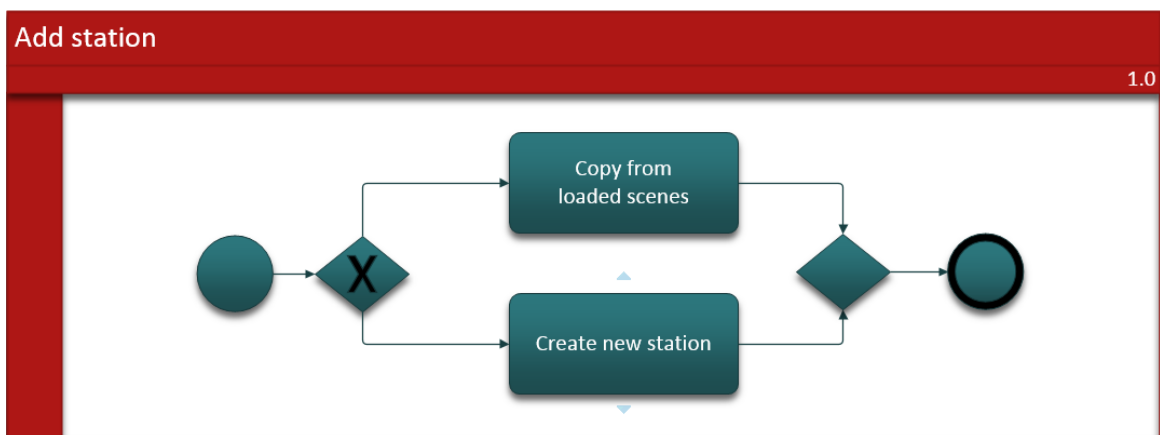 Add station
1.0
Copy from
loaded scenes
X
Create new station